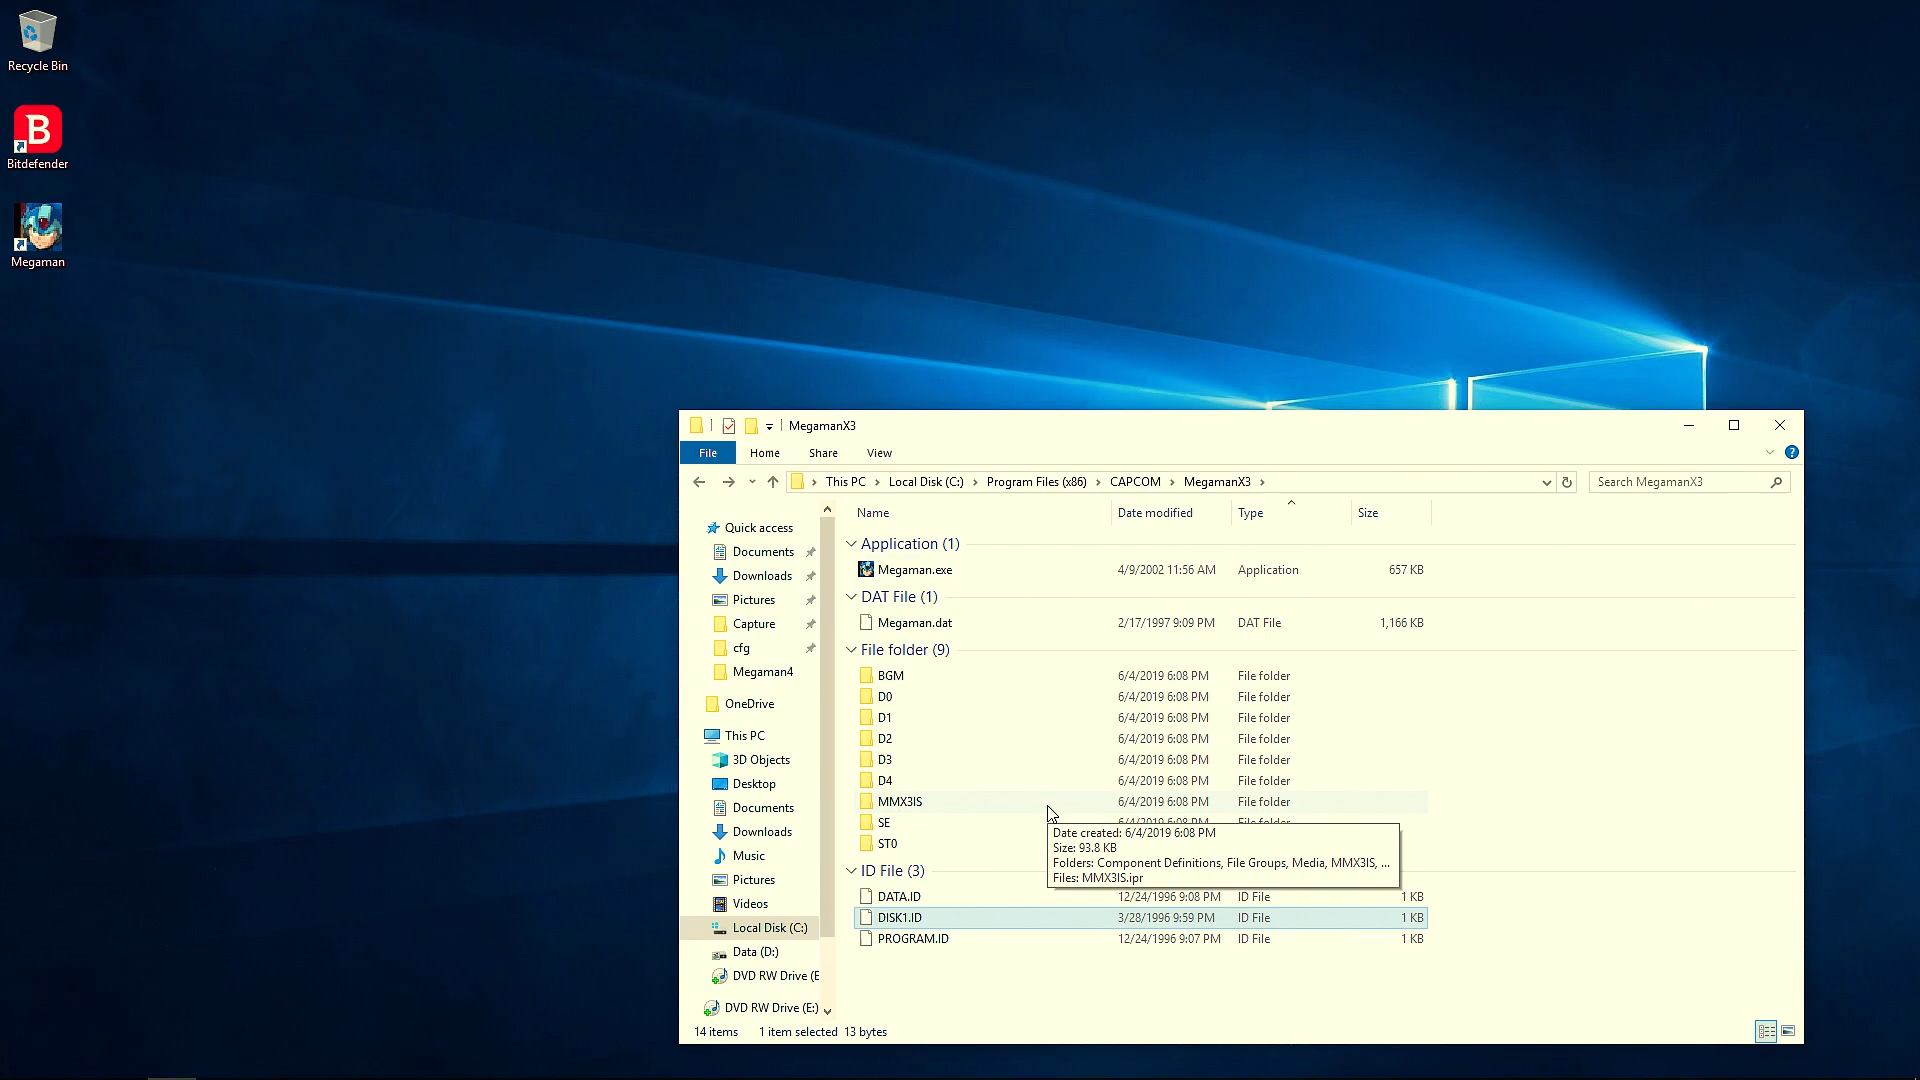 Recycle Bin
B
Bitdefender
Megaman
MegamanX3
File Home Share View
This PC Local Disk (C:) Program Files (x86) CAPCOM MegamanX3
Search MegamanX3
Name Date modified Type Size
Quick access
Documents
Downloads
Pictures
Capture
cfg
Megaman4
OneDrive
This PC
3D Objects
Desktop
Documents
Downloads
Music
Pictures
Videos
Local Disk (C:)
Data (D:)
DVD RW Drive (E
DVD RW Drive (E:)
Application (1)
Megaman.exe 4/9/2002 11:56 AM Application 657 KB
DAT File (1)
Megaman.dat 2/17/1997 9:09 PM DAT File 1,166 KB
File folder (9)
BGM 6/4/2019 6:08 PM File folder
D0 6/4/2019 6:08 PM File folder
D1 6/4/2019 6:08 PM File folder
D2 6/4/2019 6:08 PM File folder
D3 6/4/2019 6:08 PM File folder
D4 6/4/2019 6:08 PM File folder
MMX3IS 6/4/2019 6:08 PM File folder
SE 6/4/2019 6:08 PM File folder
ST0
Date created: 6/4/2019 6:08 PM
Size: 93.8 KB
Folders: Component Definitions, File Groups, Media, MMX3IS, ...
Files: MMX3IS.ipr
ID File (3)
DATA.ID 12/24/1996 9:08 PM ID File 1 KB
DISK1.ID 3/28/1996 9:59 PM ID File 1 KB
PROGRAM.ID 12/24/1996 9:07 PM ID File 1 KB
14 items 1 item selected 13 bytes